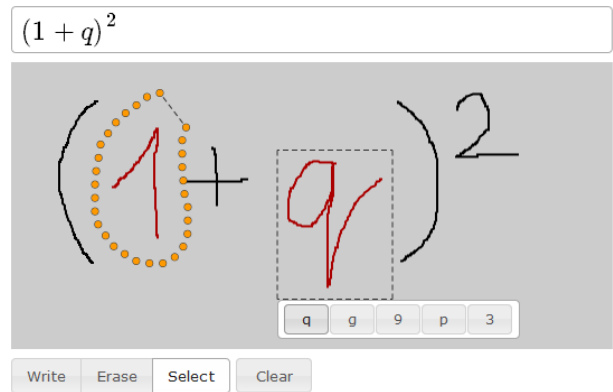 (1 + q)²
(1 + q)²
q g 9 p 3
Write Erase Select Clear